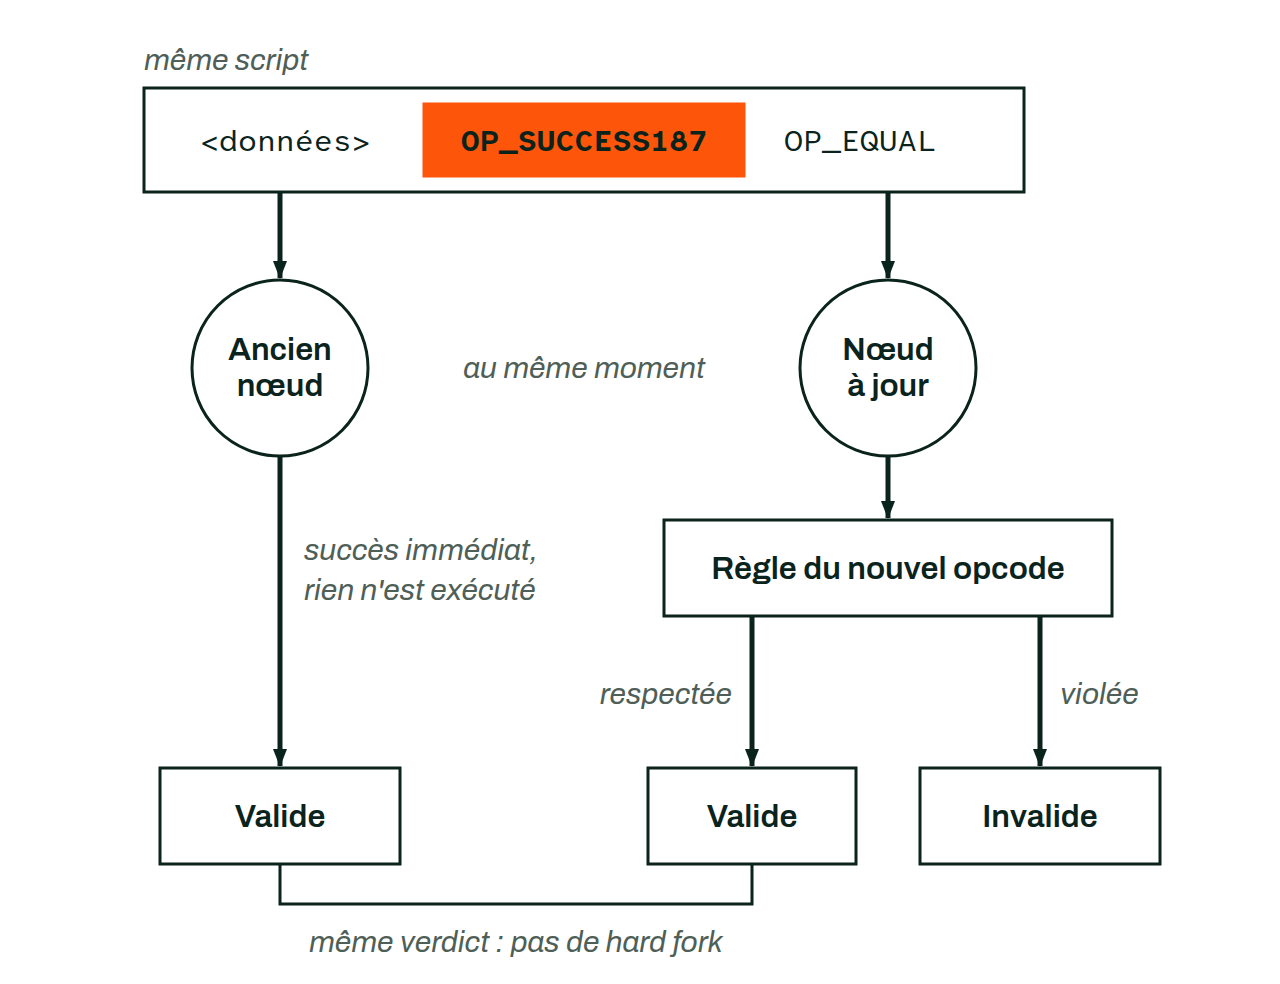 même script
<données> OP_SUCCESS187 OP_EQUAL
Ancien
nœud
au même moment
Nœud
à jour
succès immédiat,
rien n'est exécuté
Règle du nouvel opcode
respectée
violée
Valide
Valide
Invalide
même verdict : pas de hard fork